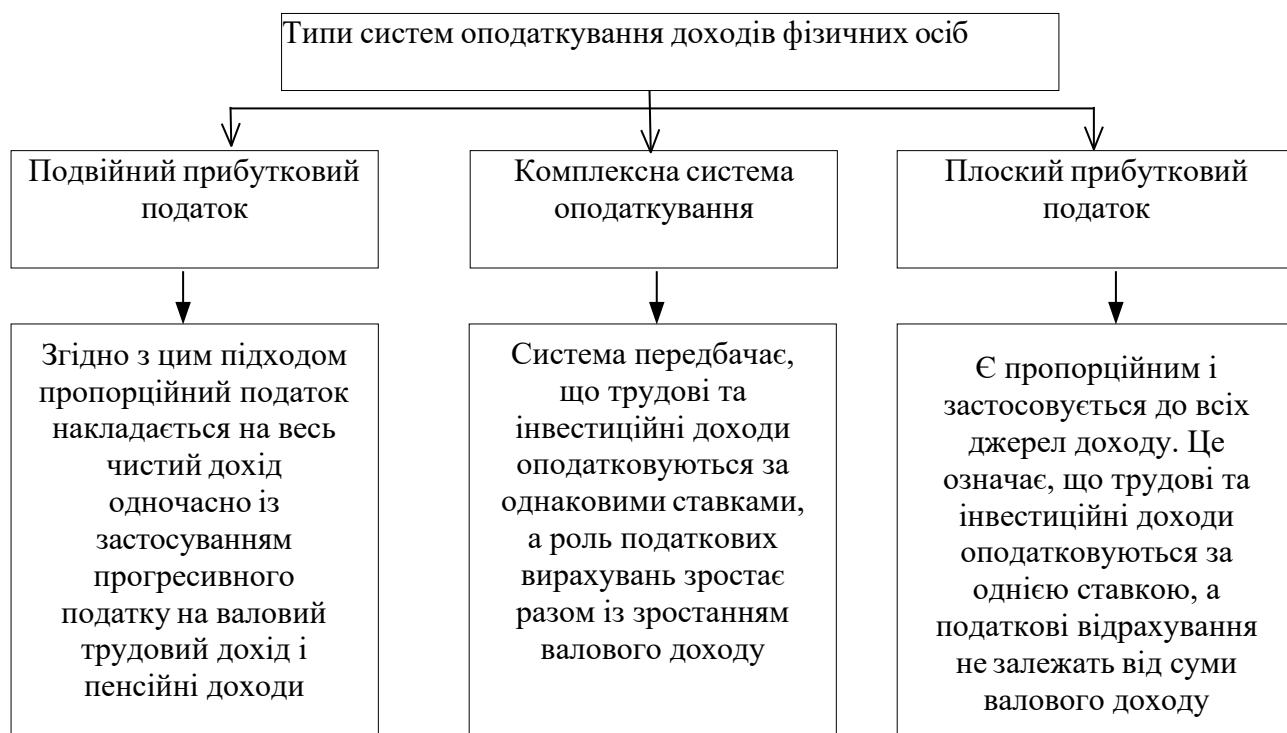 Типи систем оподаткування доходів фізичних осіб
Подвійний прибутковий
податок
Комплексна система
оподаткування
Плоский прибутковий
податок
Згідно з цим підходом
пропорційний податок
накладається на весь
чистий дохід
одночасно із
застосуванням
прогресивного
податку на валовий
трудовий дохід і
пенсійні доходи
Система передбачає,
що трудові та
інвестиційні доходи
оподатковуються за
однаковими ставками,
а роль податкових
вирахувань зростає
разом із зростанням
валового доходу
Є пропорційним і
застосовується до всіх
джерел доходу. Це
означає, що трудові та
інвестиційні доходи
оподатковуються за
однією ставкою, а
податкові відрахування
не залежать від суми
валового доходу